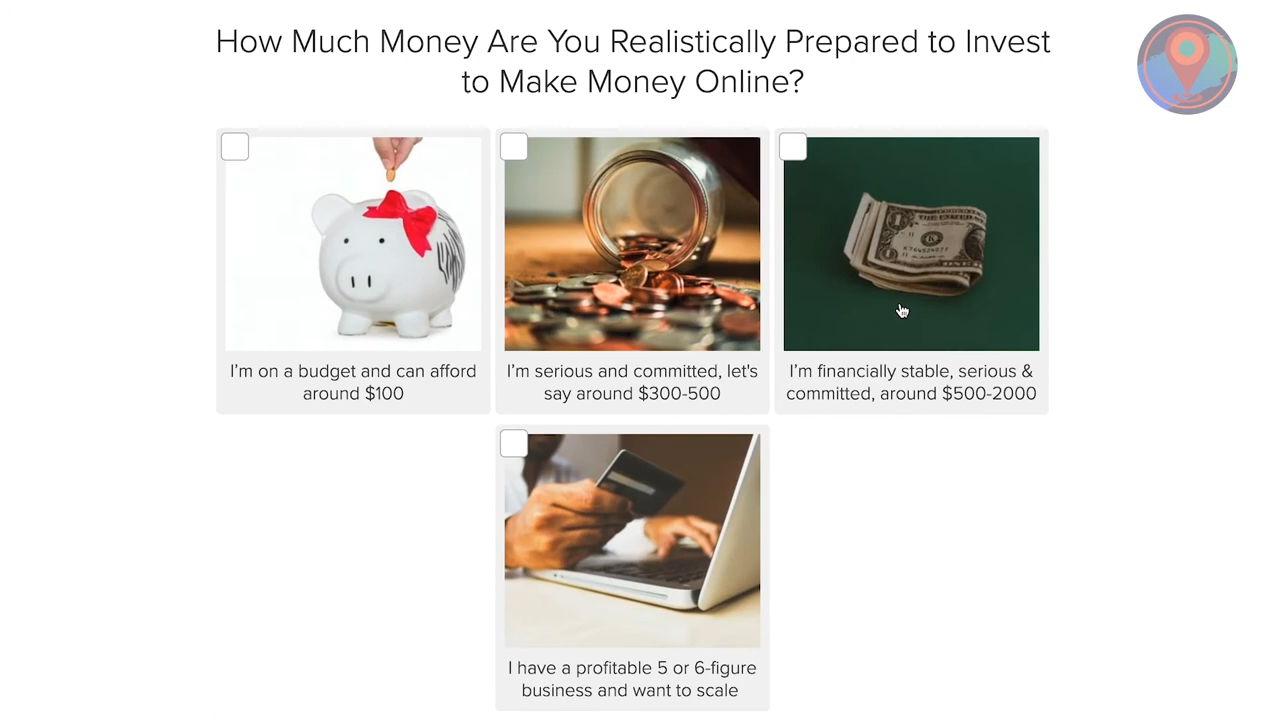 How Much Money Are You Realistically Prepared to Invest
to Make Money Online?
I'm on a budget and can afford
around $100
I'm serious and committed, let's
say around $300-500
I'm financially stable, serious &
committed, around $500-2000
I have a profitable 5 or 6-figure
business and want to scale